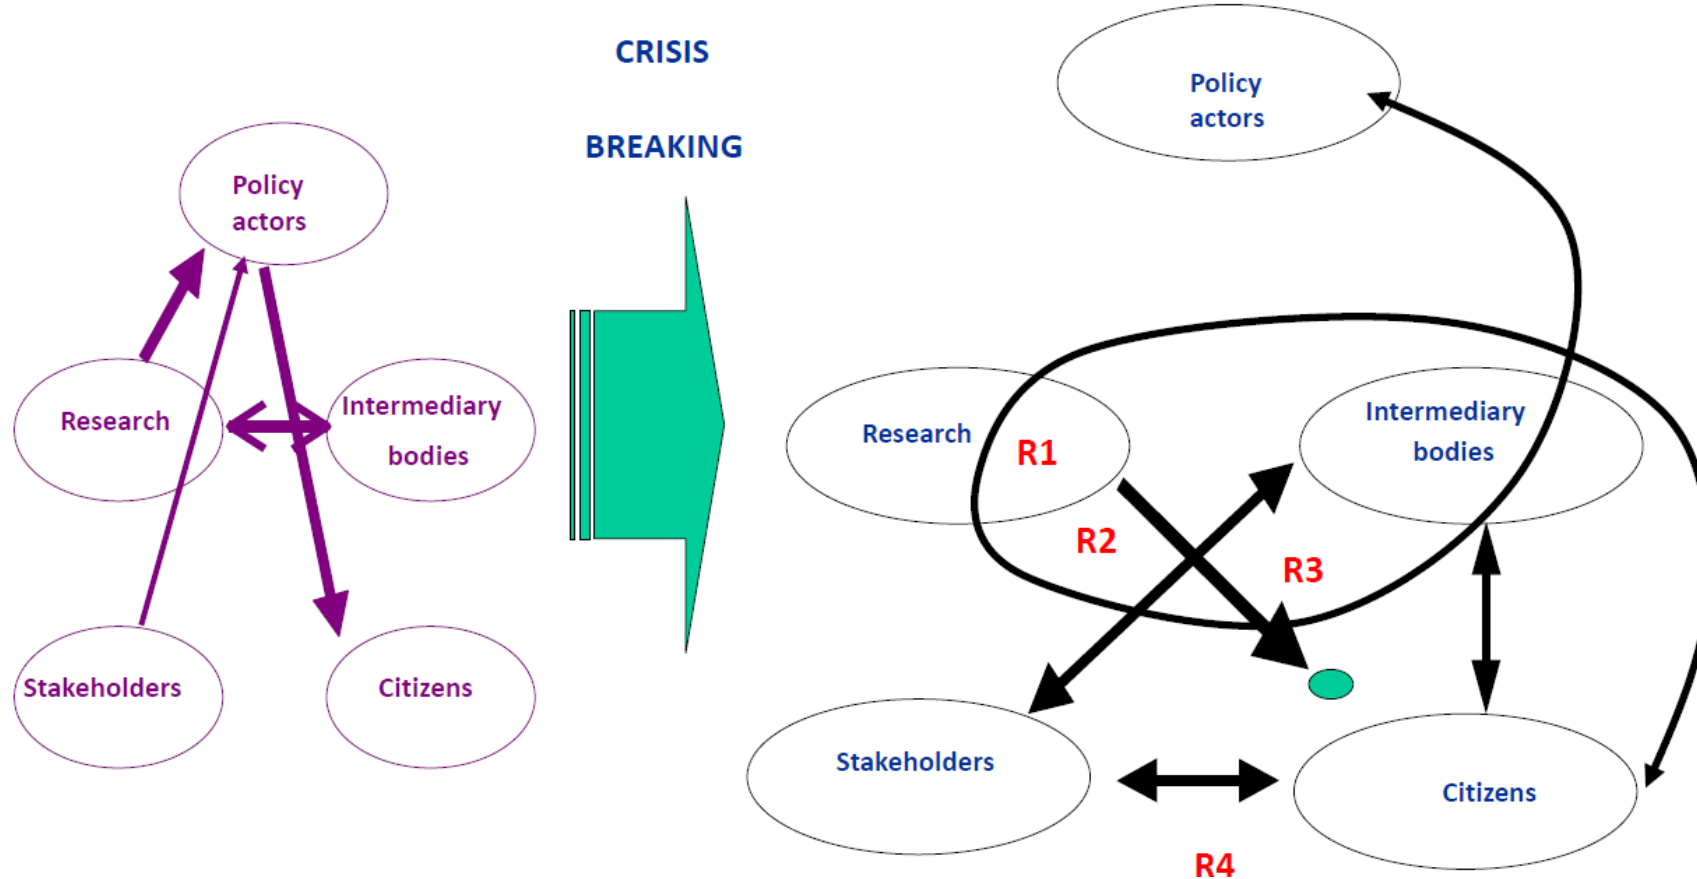 CRISIS
BREAKING
Policy
actors
Research
Intermediary
bodies
Stakeholders
Citizens
Policy
actors
Research
R1
Intermediary
bodies
R2
R3
Stakeholders
Citizens
R4